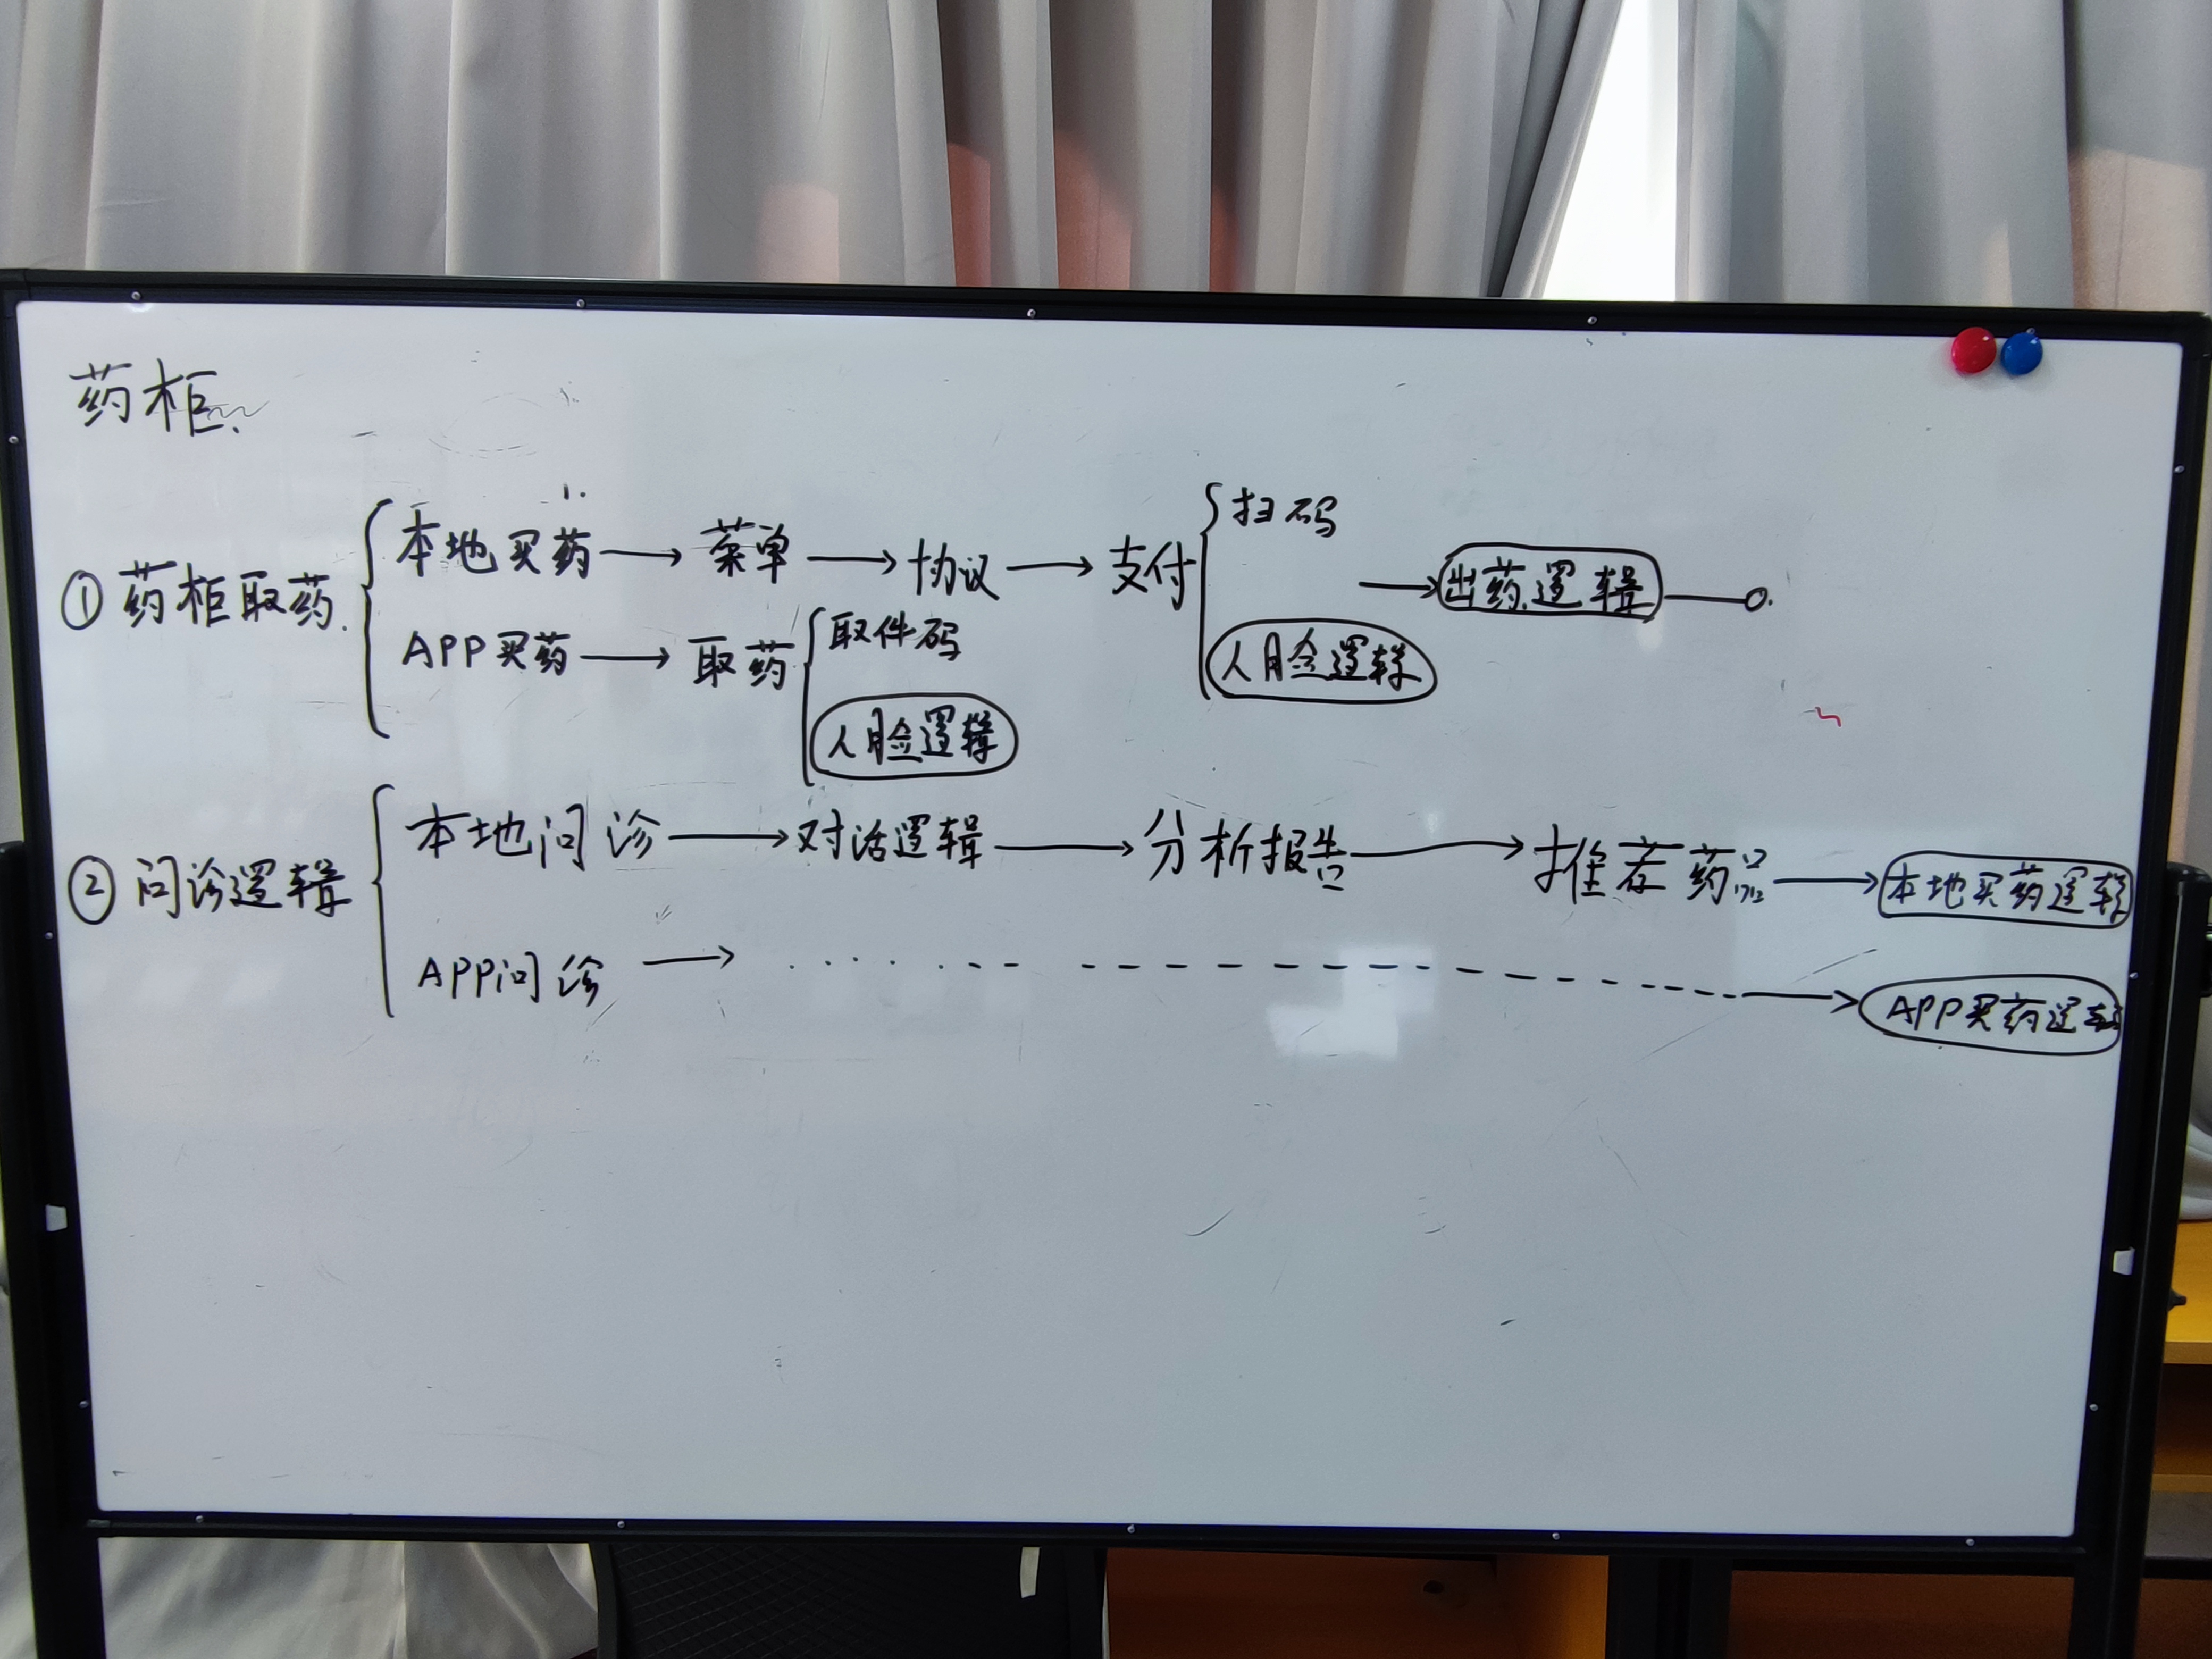 药柜.
①药柜取药.
本地买药→菜单→协议→支付
扫码
人脸逻辑
→出药逻辑
APP买药→取药
取件码
人脸逻辑
②问诊逻辑
本地问诊→对话逻辑→分析报告→推荐药品→本地买药逻辑
APP问诊→APP买药逻辑